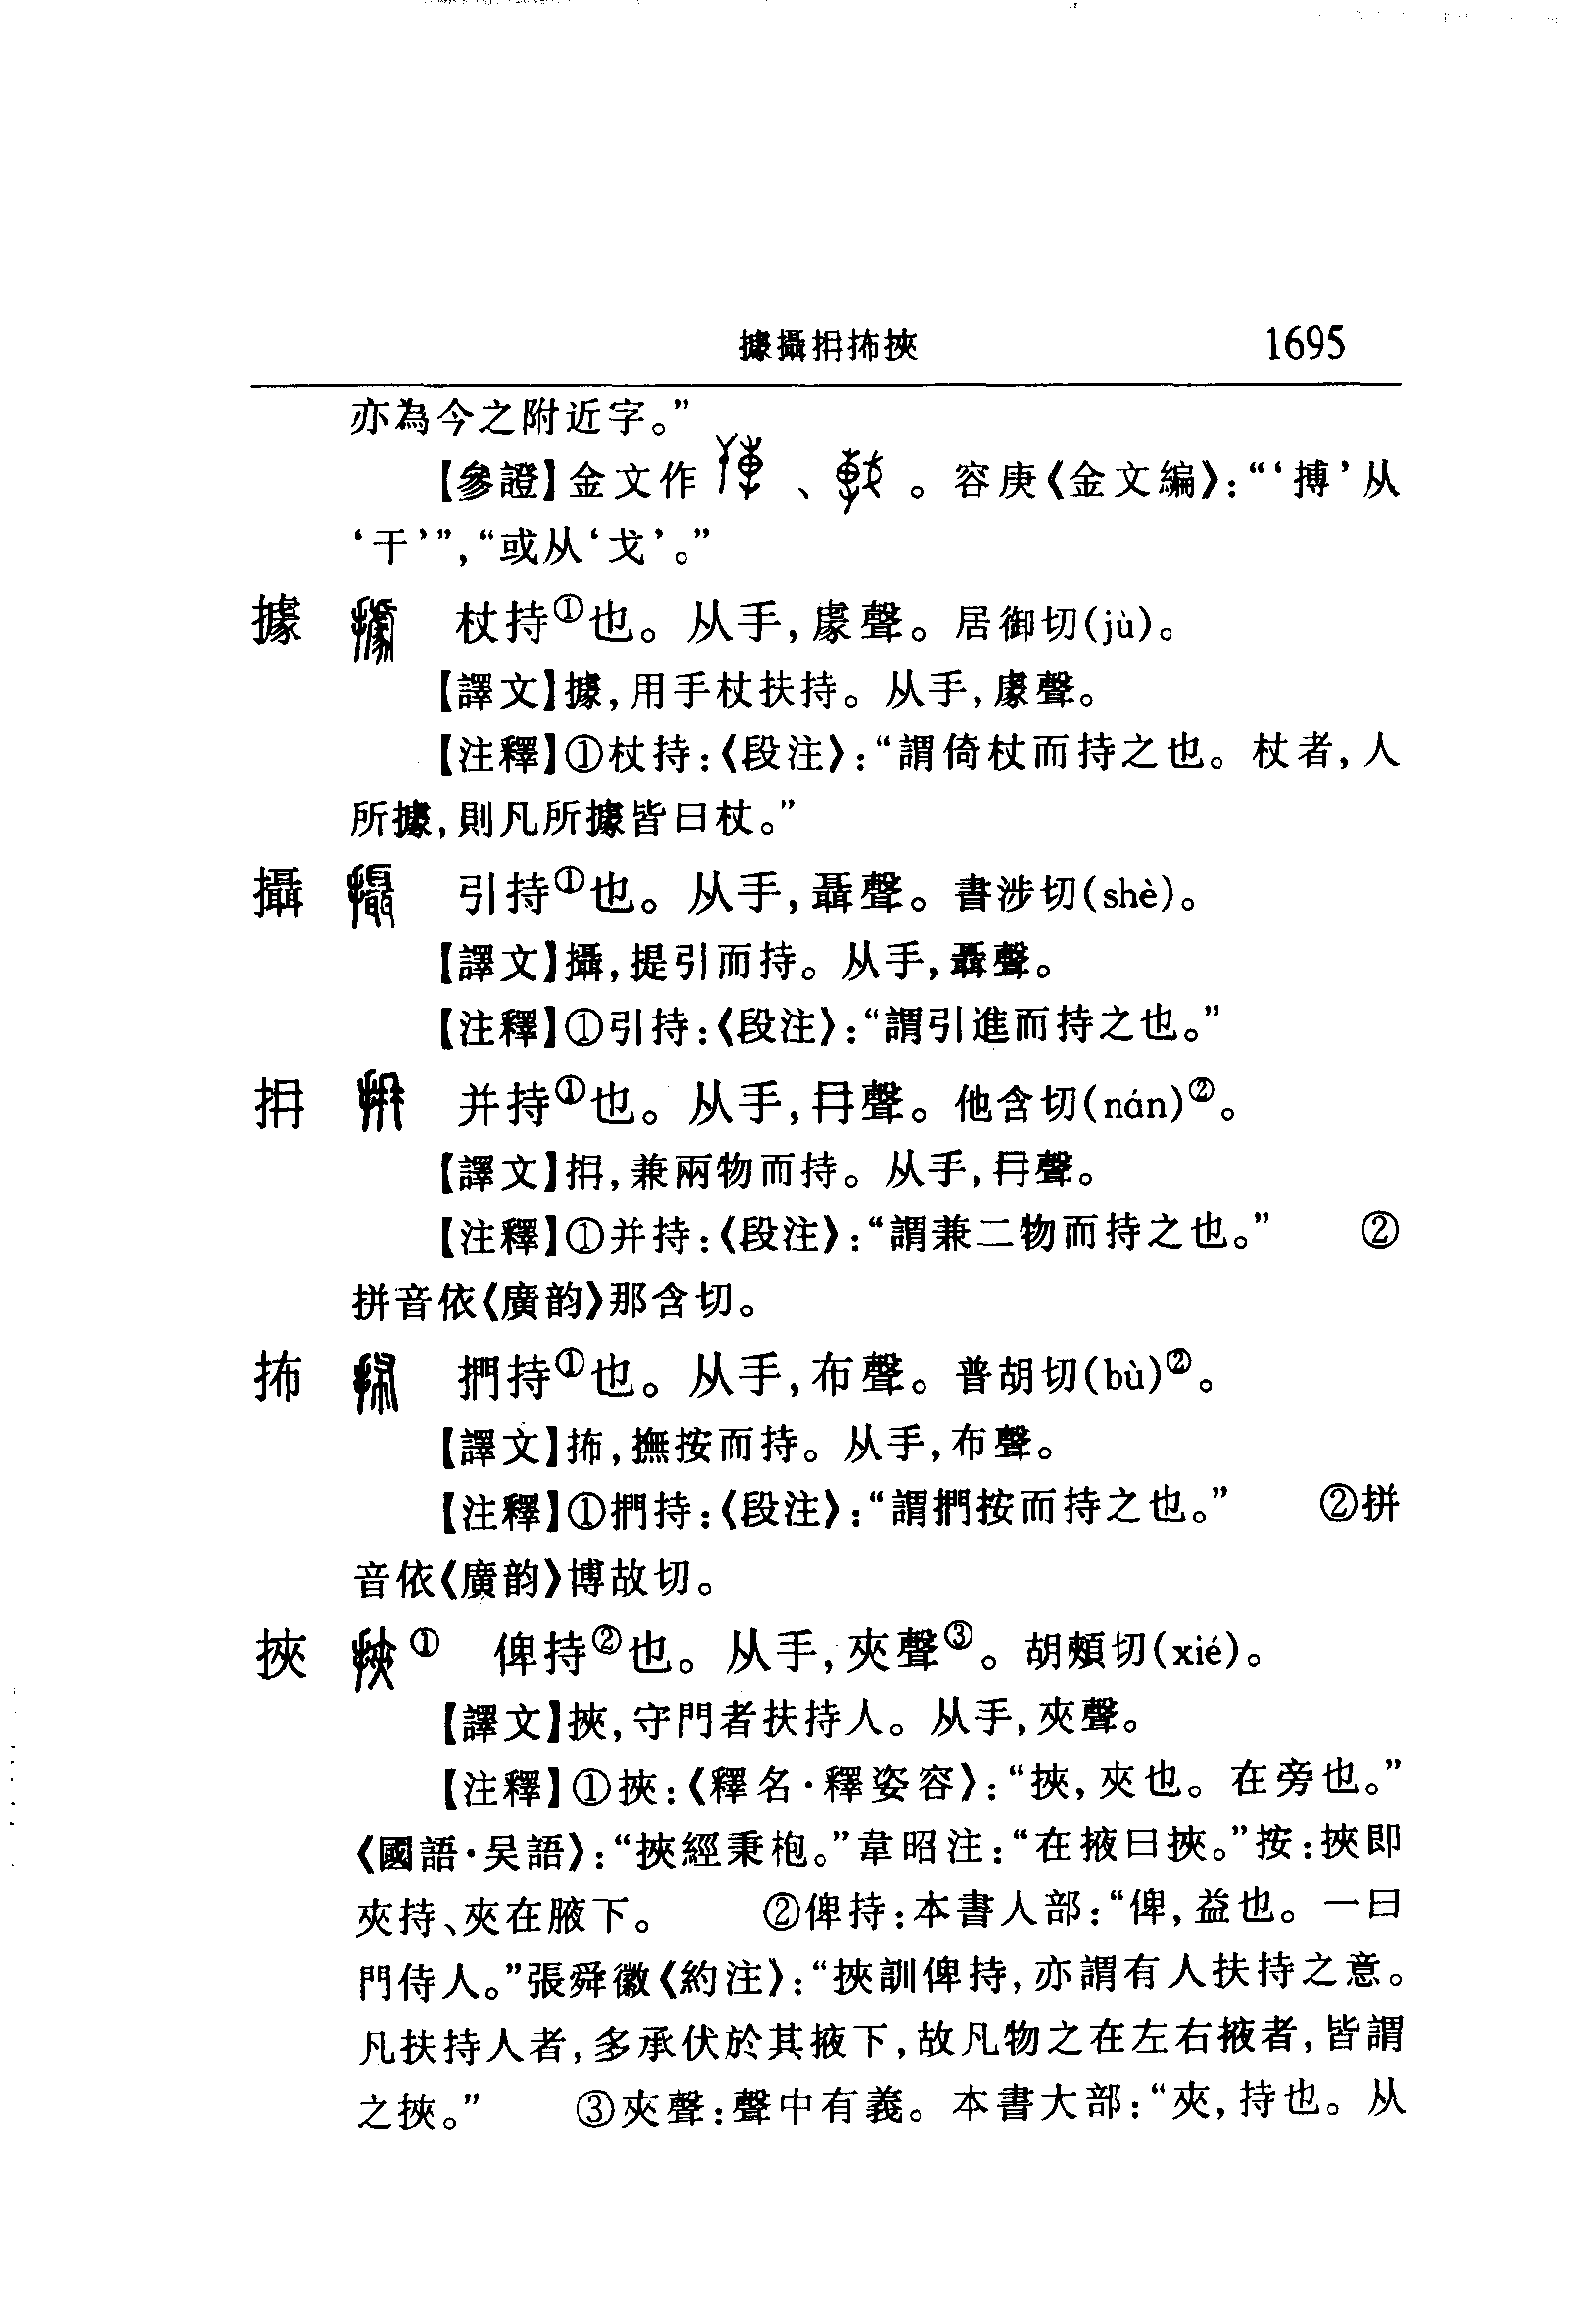 據攝抩抪挾 1695
亦為今之附近字。”
【參證】金文作 、 。容庚《金文編》：“‘搏’从
‘干’”，“或从‘戈’。”
據 杖持①也。从手，豦聲。居御切(jù)。
【譯文】據，用手杖扶持。从手，豦聲。
【注釋】①杖持：《段注》：“謂倚杖而持之也。杖者，人
所據，則凡所據皆曰杖。”
攝 引持①也。从手，聶聲。書涉切(shè)。
【譯文】攝，提引而持。从手，聶聲。
【注釋】①引持：《段注》：“謂引進而持之也。”
抩 并持①也。从手，冄聲。他含切(nán)②。
【譯文】抩，兼兩物而持。从手，冄聲。
【注釋】①并持：《段注》：“謂兼二物而持之也。” ②
拼音依《廣韵》那含切。
抪 捫持①也。从手，布聲。普胡切(bù)②。
【譯文】抪，撫按而持。从手，布聲。
【注釋】①捫持：《段注》：“謂捫按而持之也。” ②拼
音依《廣韵》博故切。
挾 ① 俾持②也。从手，夾聲③。胡頰切(xié)。
【譯文】挾，守門者扶持人。从手，夾聲。
【注釋】①挾：《釋名·釋姿容》：“挾，夾也。在旁也。”
《國語·吴語》：“挾經秉枹。”韋昭注：“在掖曰挾。”按：挾即
夾持、夾在腋下。 ②俾持：本書人部：“俾，益也。一曰
門侍人。”張舜徽《約注》：“挾訓俾持，亦謂有人扶持之意。
凡扶持人者，多承伏於其掖下，故凡物之在左右掖者，皆謂
之挾。” ③夾聲：聲中有義。本書大部：“夾，持也。从